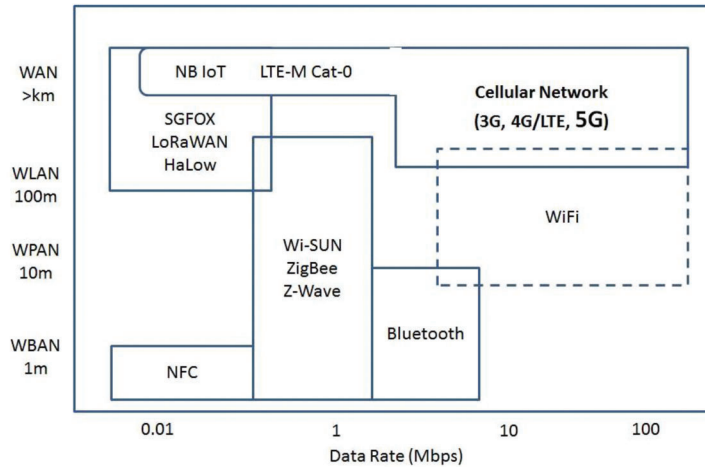 WAN
>km
NB IoT LTE-M Cat-0
Cellular Network
(3G, 4G/LTE, 5G)
SGFOX
LoRaWAN
HaLow
WLAN
100m
WiFi
WPAN
10m
Wi-SUN
ZigBee
Z-Wave
Bluetooth
WBAN
1m
NFC
0.01 1 10 100
Data Rate (Mbps)